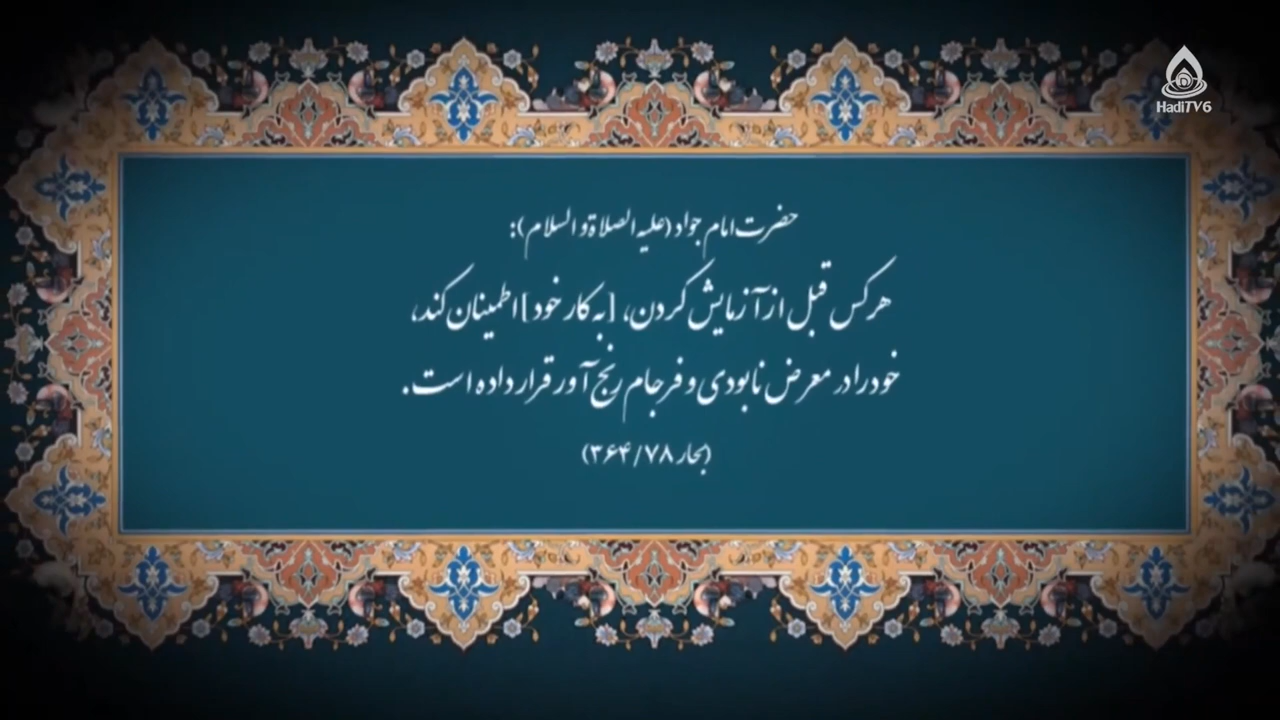 HadiTV6
حضرت امام جواد (علیه الصلاة و السلام):
هر کس قبل از آزمایش کردن، [به کار خود] اطمینان کند،
خود را در معرض نابودی و فرجام رنج آور قرار داده است.
(بحار ۷۸/۳۶۴)